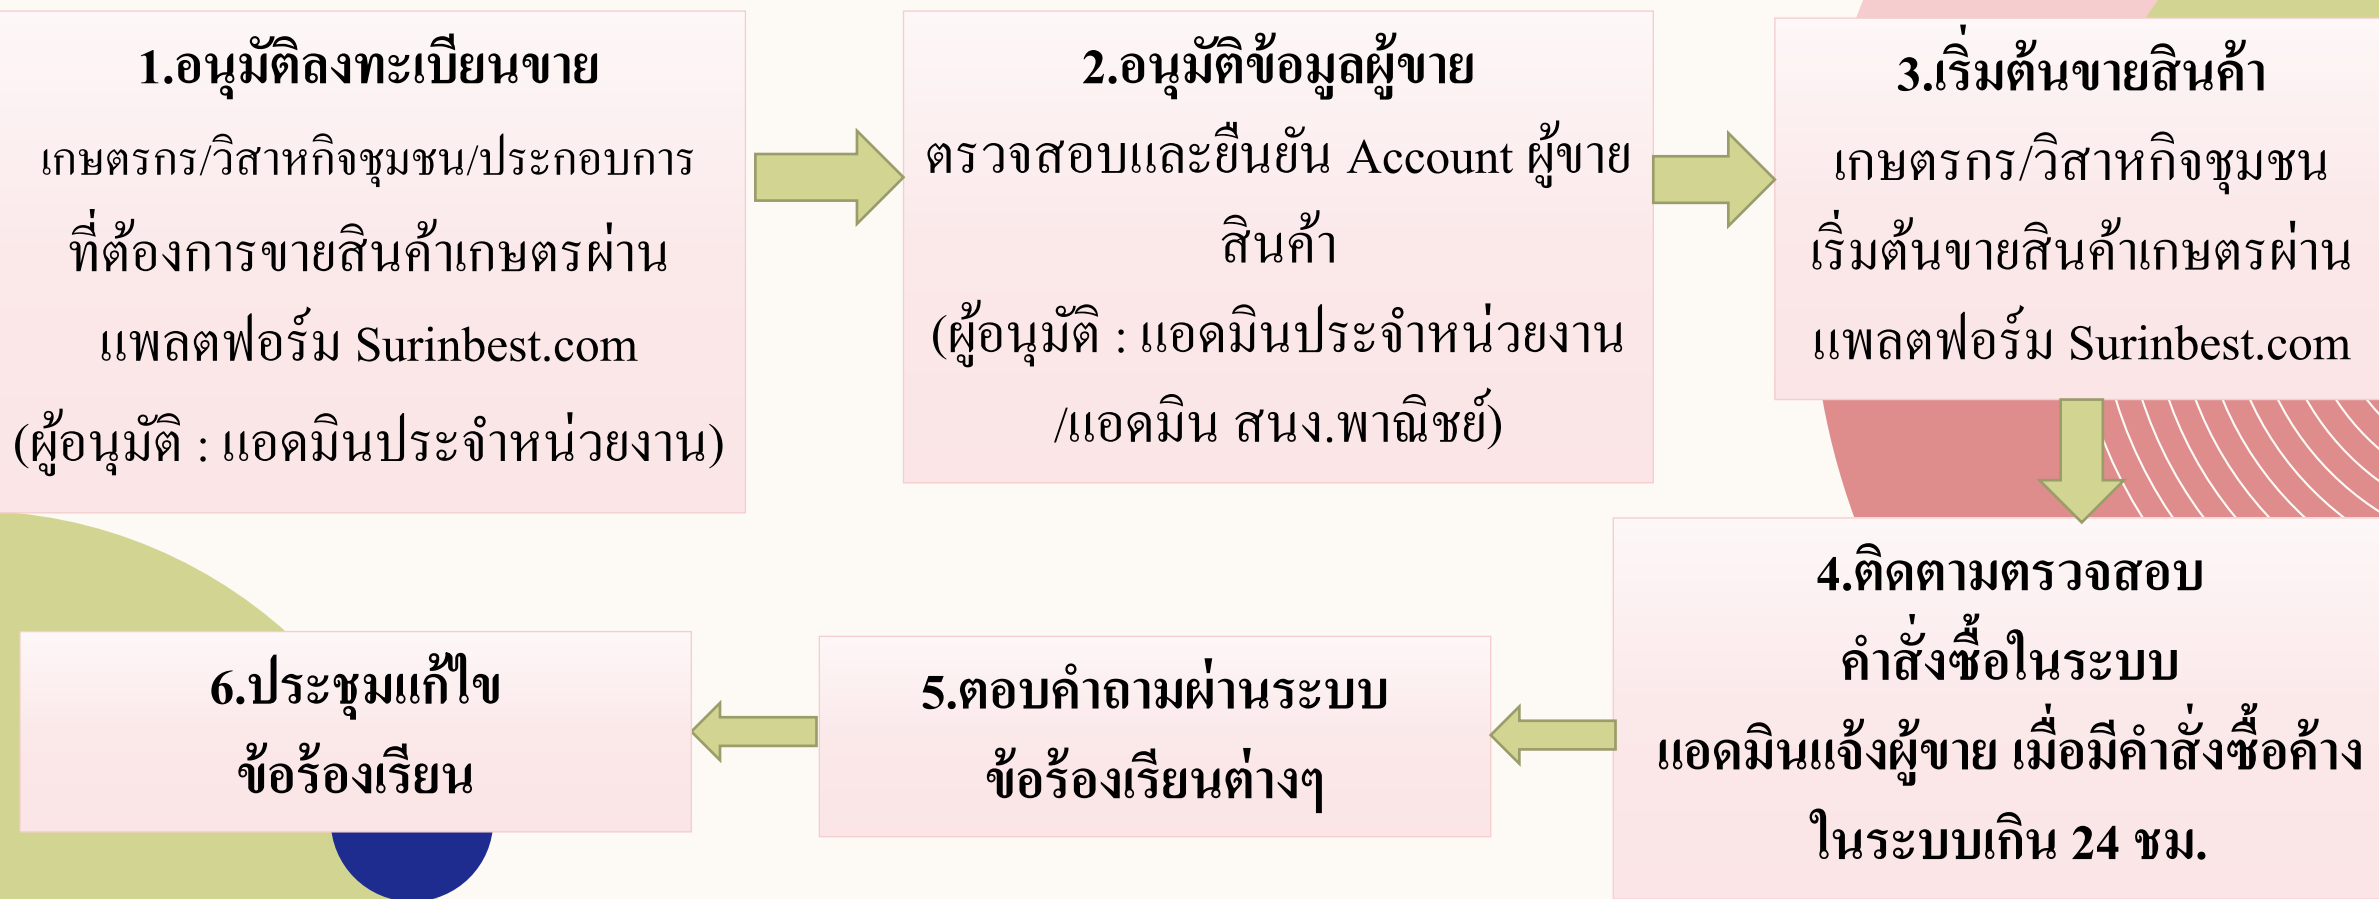 1.อนุมัติลงทะเบียนขาย
เกษตรกร/วิสาหกิจชุมชน/ประกอบการ
ที่ต้องการขายสินค้าเกษตรผ่าน
แพลตฟอร์ม Surinbest.com
(ผู้อนุมัติ : แอดมินประจำหน่วยงาน)
2.อนุมัติข้อมูลผู้ขาย
ตรวจสอบและยืนยัน Account ผู้ขาย
สินค้า
(ผู้อนุมัติ : แอดมินประจำหน่วยงาน
/แอดมิน สนง.พาณิชย์)
3.เริ่มต้นขายสินค้า
เกษตรกร/วิสาหกิจชุมชน
เริ่มต้นขายสินค้าเกษตรผ่าน
แพลตฟอร์ม Surinbest.com
4.ติดตามตรวจสอบ
คำสั่งซื้อในระบบ
แอดมินแจ้งผู้ขาย เมื่อมีคำสั่งซื้อค้าง
ในระบบเกิน 24 ชม.
5.ตอบคำถามผ่านระบบ
ข้อร้องเรียนต่างๆ
6.ประชุมแก้ไข
ข้อร้องเรียน